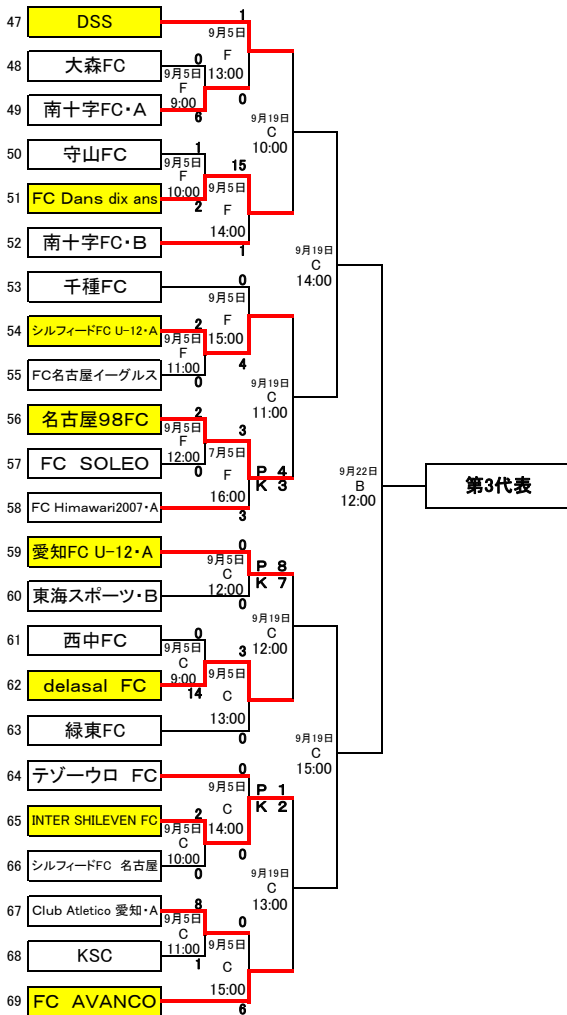 47 DSS 1
9月5日
F
13:00
48 大森FC 0
9月5日
F
9:00
49 南十字FC・A 6
0
9月19日
C
10:00
50 守山FC 1
9月5日
F
10:00
15
51 FC Dans dix ans 2
9月5日
F
14:00
52 南十字FC・B 1
9月19日
C
14:00
53 千種FC 0
9月5日
F
15:00
54 シルフィードFC U-12・A 2
9月5日
F
11:00
55 FC名古屋イーグルス 0
4
9月19日
C
11:00
56 名古屋98FC 2
9月5日
F
12:00
3
57 FC SOLEO 0
7月5日
F
16:00
P 4
K 3
58 FC Himawari2007・A 3
9月22日
B
12:00
第3代表
59 愛知FC U-12・A 0
9月5日
C
12:00
P 8
K 7
60 東海スポーツ・B 0
9月19日
C
12:00
61 西中FC 0
9月5日
C
9:00
3
62 delasal FC 14
9月5日
C
13:00
63 緑東FC 0
9月19日
C
15:00
64 テゾーウロ FC 0
9月5日
C
14:00
P 1
K 2
65 INTER SHILEVEN FC 2
9月5日
C
10:00
66 シルフィードFC 名古屋 0
0
9月19日
C
13:00
67 Club Atletico 愛知・A 8
9月5日
C
11:00
0
68 KSC 1
9月5日
C
15:00
69 FC AVANCO 6